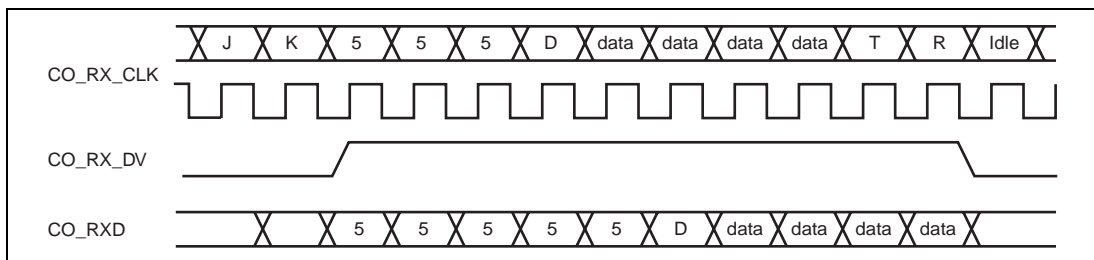 J K 5 5 5 D data data data data T R Idle
CO_RX_CLK
CO_RX_DV
CO_RXD 5 5 5 5 5 D data data data data